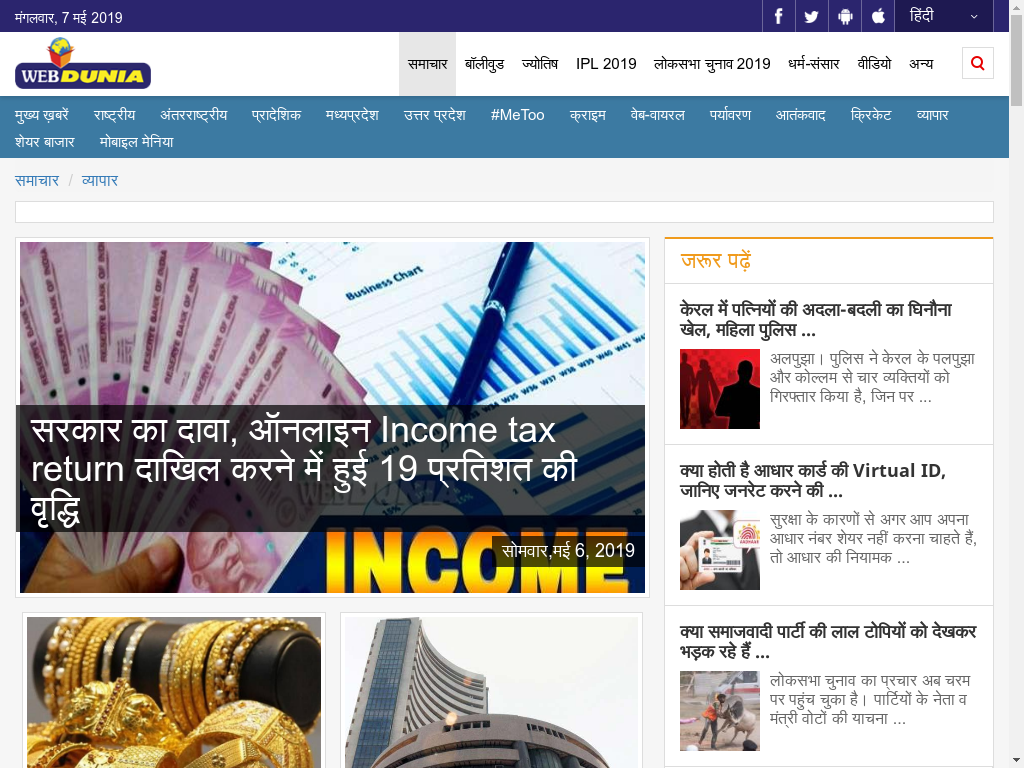 मंगलवार, 7 मई 2019
हिंदी
WEBDUNIA
समाचार
बॉलीवुड
ज्योतिष
IPL 2019
लोकसभा चुनाव 2019
धर्म-संसार
वीडियो
अन्य
मुख्य ख़बरें
राष्ट्रीय
अंतरराष्ट्रीय
प्रादेशिक
मध्यप्रदेश
उत्तर प्रदेश
#MeToo
क्राइम
वेब-वायरल
पर्यावरण
आतंकवाद
क्रिकेट
व्यापार
शेयर बाजार
मोबाइल मेनिया
समाचार / व्यापार
Business Chart
सरकार का दावा, ऑनलाइन Income tax
return दाखिल करने में हुई 19 प्रतिशत की
वृद्धि
सोमवार,मई 6, 2019
INCOME
जरूर पढ़ें
केरल में पत्नियों की अदला-बदली का घिनौना
खेल, महिला पुलिस ...
अलपुझा। पुलिस ने केरल के पलपुझा
और कोल्लम से चार व्यक्तियों को
गिरफ्तार किया है, जिन पर ...
क्या होती है आधार कार्ड की Virtual ID,
जानिए जनरेट करने की ...
सुरक्षा के कारणों से अगर आप अपना
आधार नंबर शेयर नहीं करना चाहते हैं,
तो आधार की नियामक ...
क्या समाजवादी पार्टी की लाल टोपियों को देखकर
भड़क रहे हैं ...
लोकसभा चुनाव का प्रचार अब चरम
पर पहुंच चुका है। पार्टियों के नेता व
मंत्री वोटों की याचना ...